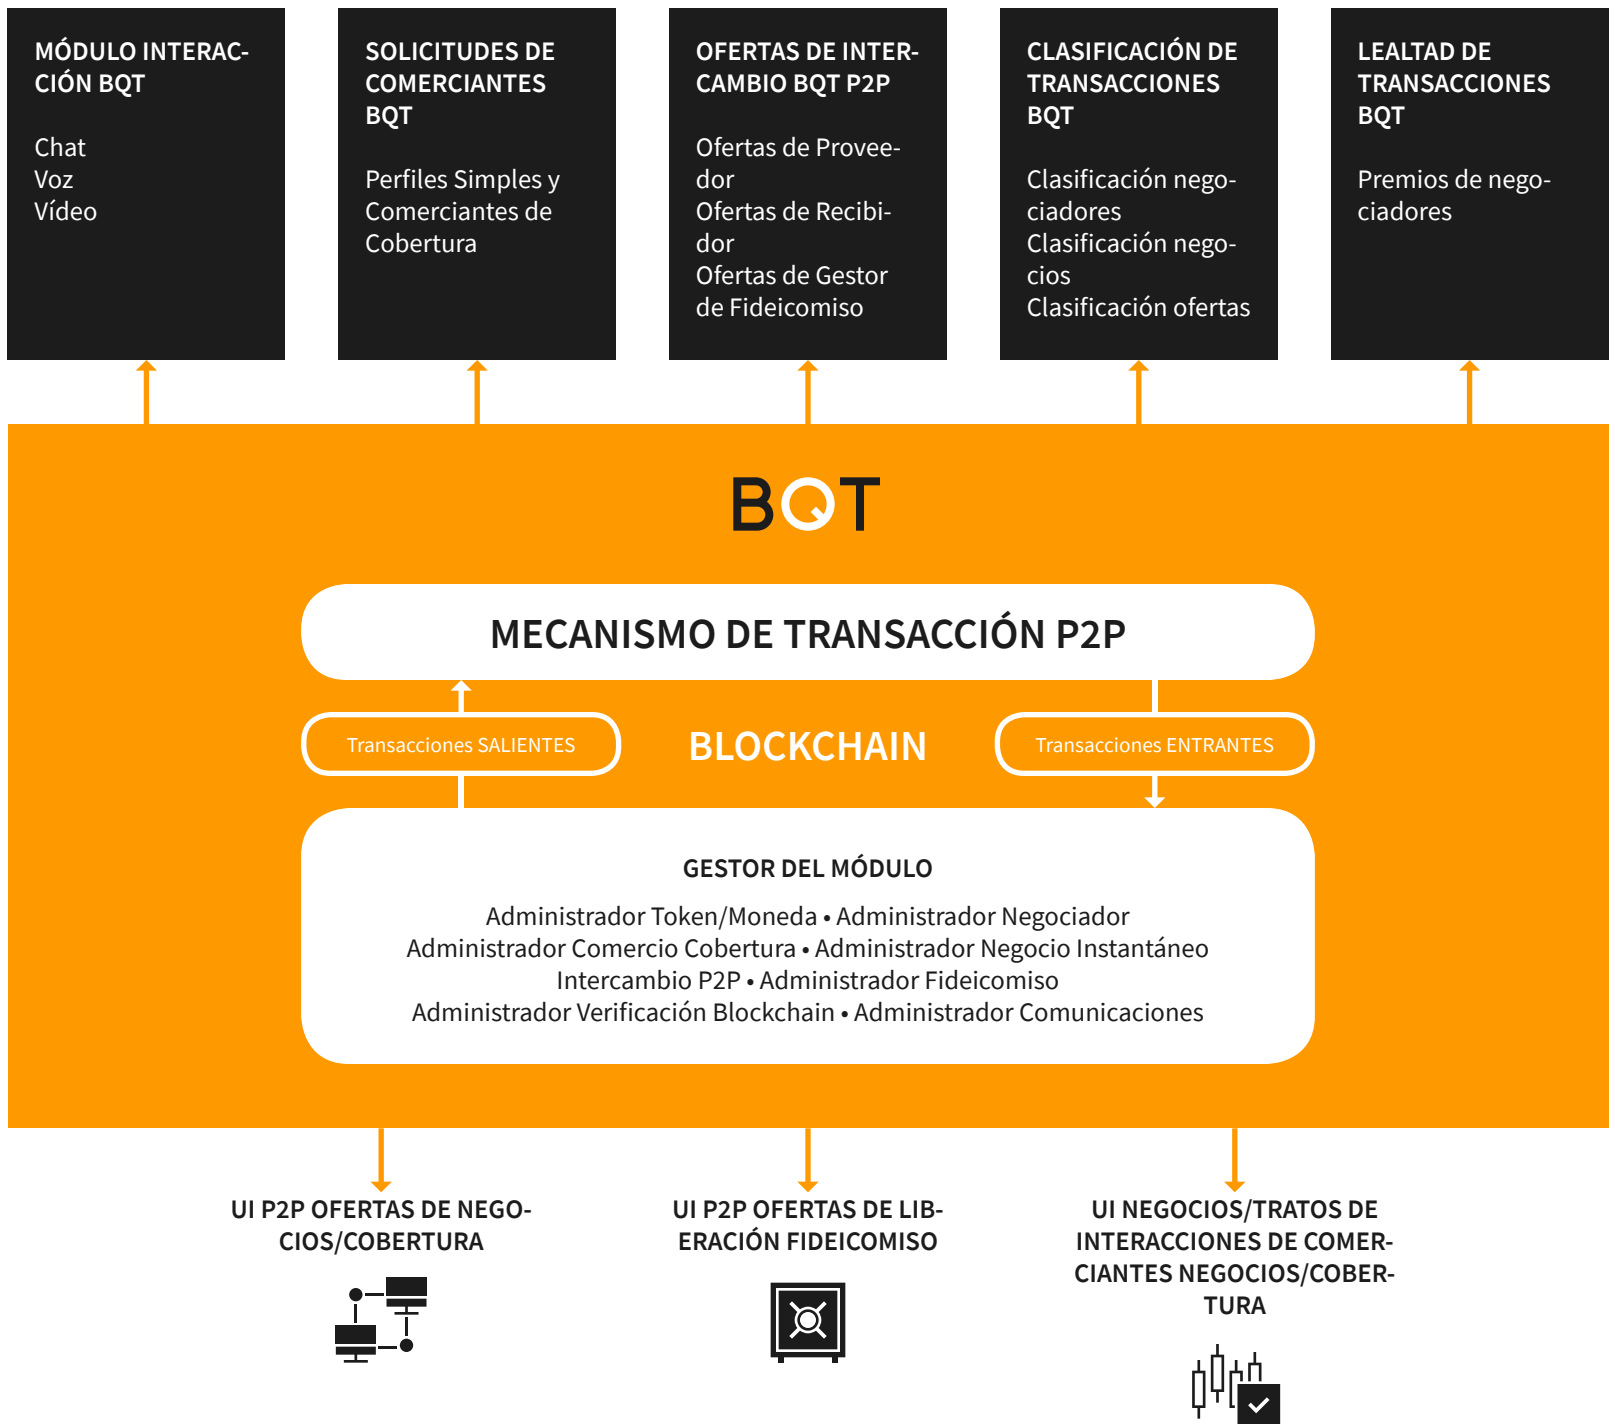 MÓDULO INTERAC-
CIÓN BQT
Chat
Voz
Vídeo
SOLICITUDES DE
COMERCIANTES
BQT
Perfiles Simples y
Comerciantes de
Cobertura
OFERTAS DE INTER-
CAMBIO BQT P2P
Ofertas de Provee-
dor
Ofertas de Recibi-
dor
Ofertas de Gestor
de Fideicomiso
CLASIFICACIÓN DE
TRANSACCIONES
BQT
Clasificación nego-
ciadores
Clasificación nego-
cios
Clasificación ofertas
LEALTAD DE
TRANSACCIONES
BQT
Premios de nego-
ciadores
BQT
MECANISMO DE TRANSACCIÓN P2P
Transacciones SALIENTES
BLOCKCHAIN
Transacciones ENTRANTES
GESTOR DEL MÓDULO
Administrador Token/Moneda • Administrador Negociador
Administrador Comercio Cobertura • Administrador Negocio Instantáneo
Intercambio P2P • Administrador Fideicomiso
Administrador Verificación Blockchain • Administrador Comunicaciones
UI P2P OFERTAS DE NEGO-
CIOS/COBERTURA
UI P2P OFERTAS DE LIB-
ERACIÓN FIDEICOMISO
UI NEGOCIOS/TRATOS DE
INTERACCIONES DE COMER-
CIANTES NEGOCIOS/COBER-
TURA